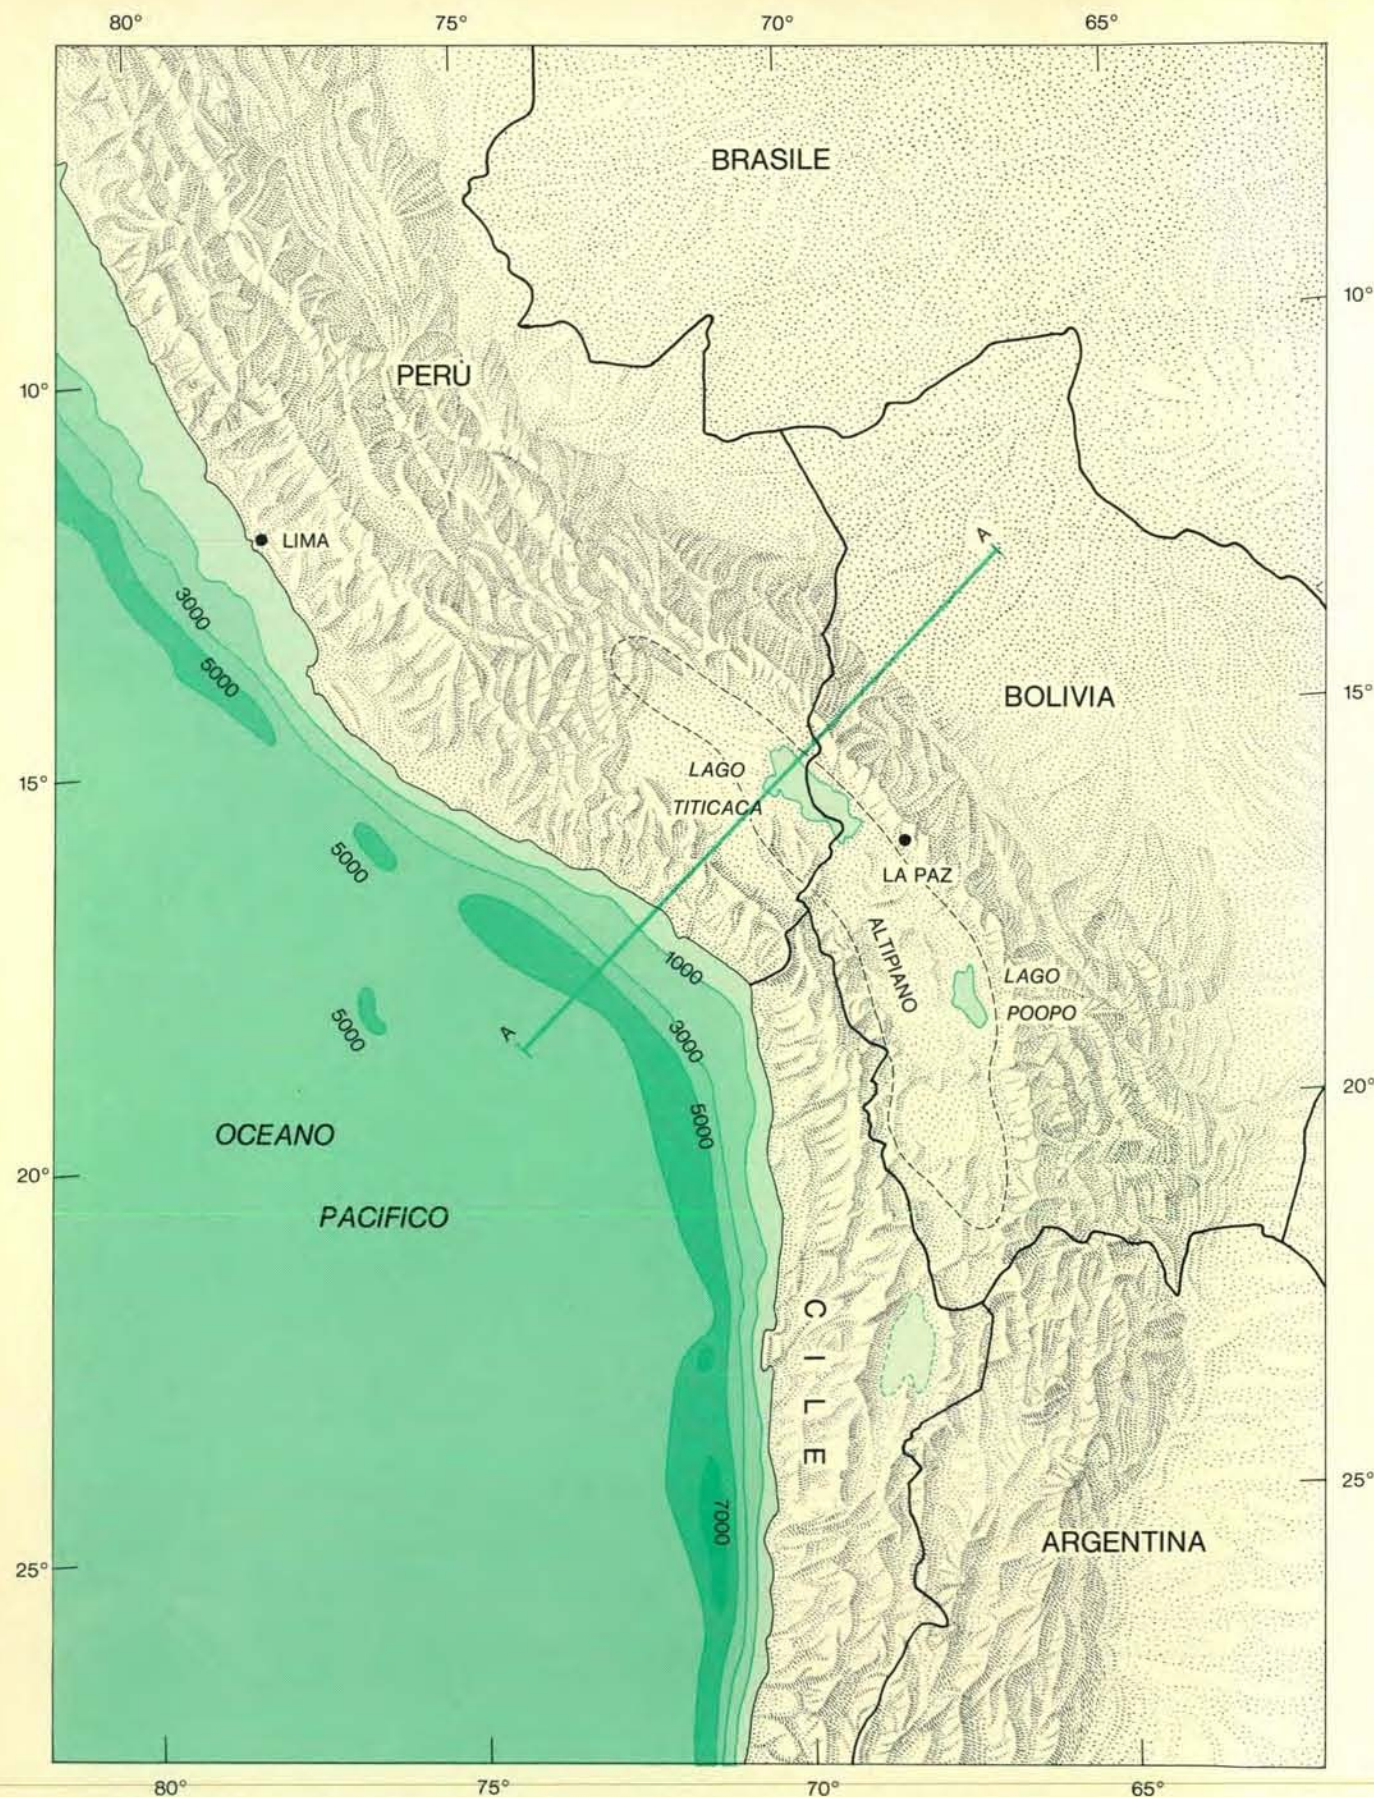 80° 75° 70° 65°
BRASILE
10°
PERÙ
10°
LIMA
A
3000
5000
BOLIVIA
15°
15°
LAGO
TITICACA
5000
LA PAZ
ALTIPIANO
1000
LAGO
POOPO
5000
A
3000
20°
5000
OCEANO
20°
PACIFICO
CILE
25°
7000
ARGENTINA
25°
80° 75° 70° 65°